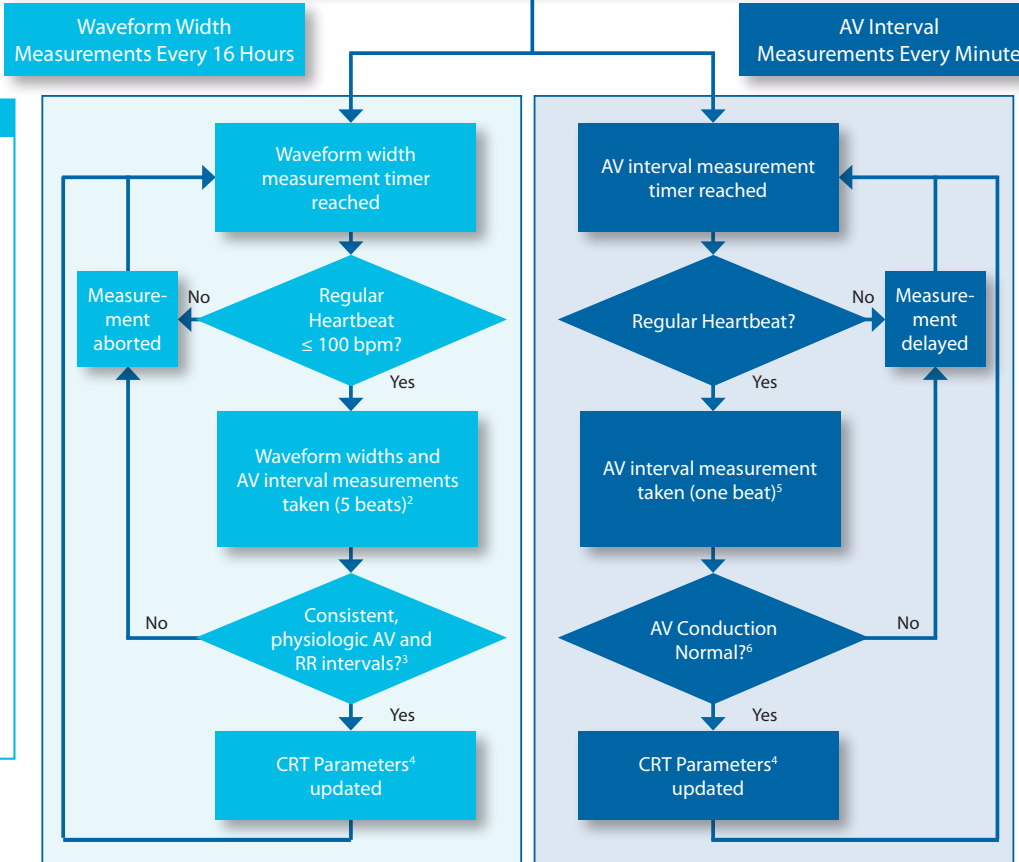 Waveform Width
Measurements Every 16 Hours
AV Interval
Measurements Every Minute
Waveform width
measurement timer
reached
Regular
Heartbeat
≤ 100 bpm?
No
Measure-
ment
aborted
Yes
Waveform widths and
AV interval measurements
taken (5 beats)²
Consistent,
physiologic AV and
RR intervals?³
No
Yes
CRT Parameters⁴
updated
AV interval measurement
timer reached
Regular Heartbeat?
No
Measure-
ment
delayed
Yes
AV interval measurement
taken (one beat)⁵
AV Conduction
Normal?⁶
No
Yes
CRT Parameters⁴
updated